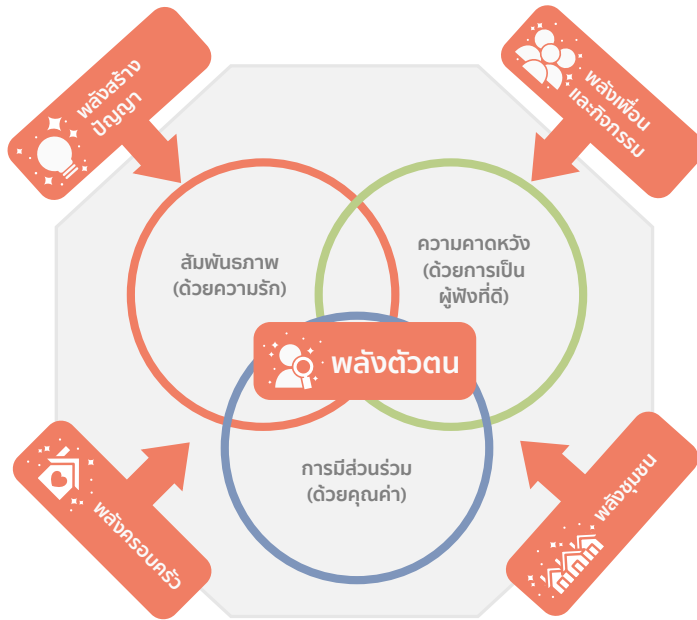 พลังสร้าง
ปัญญา
พลังเพื่อน
และกิจกรรม
สัมพันธภาพ
(ด้วยความรัก)
ความคาดหวัง
(ด้วยการเป็น
ผู้ฟังที่ดี)
พลังตัวตน
การมีส่วนร่วม
(ด้วยคุณค่า)
พลังครอบครัว
พลังชุมชน